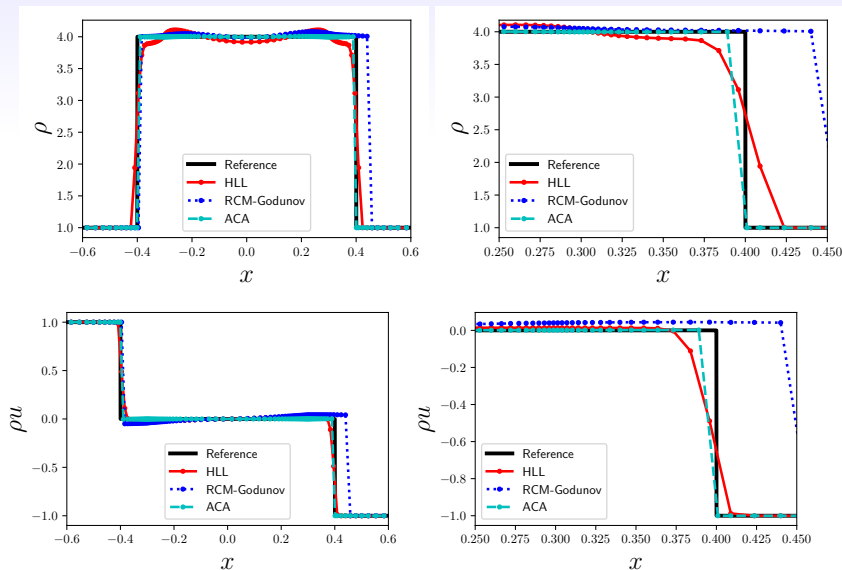 4.0
3.5
3.0
2.5
2.0
1.5
1.0
ρ
Reference
HLL
RCM-Godunov
ACA
−0.6
−0.4
−0.2
0.0
0.2
0.4
0.6
x
4.0
3.5
3.0
2.5
2.0
1.5
1.0
ρ
Reference
HLL
RCM-Godunov
ACA
0.250
0.275
0.300
0.325
0.350
0.375
0.400
0.425
0.450
x
1.0
0.5
0.0
−0.5
−1.0
ρu
Reference
HLL
RCM-Godunov
ACA
−0.6
−0.4
−0.2
0.0
0.2
0.4
0.6
x
0.0
−0.2
−0.4
−0.6
−0.8
−1.0
ρu
Reference
HLL
RCM-Godunov
ACA
0.250
0.275
0.300
0.325
0.350
0.375
0.400
0.425
0.450
x